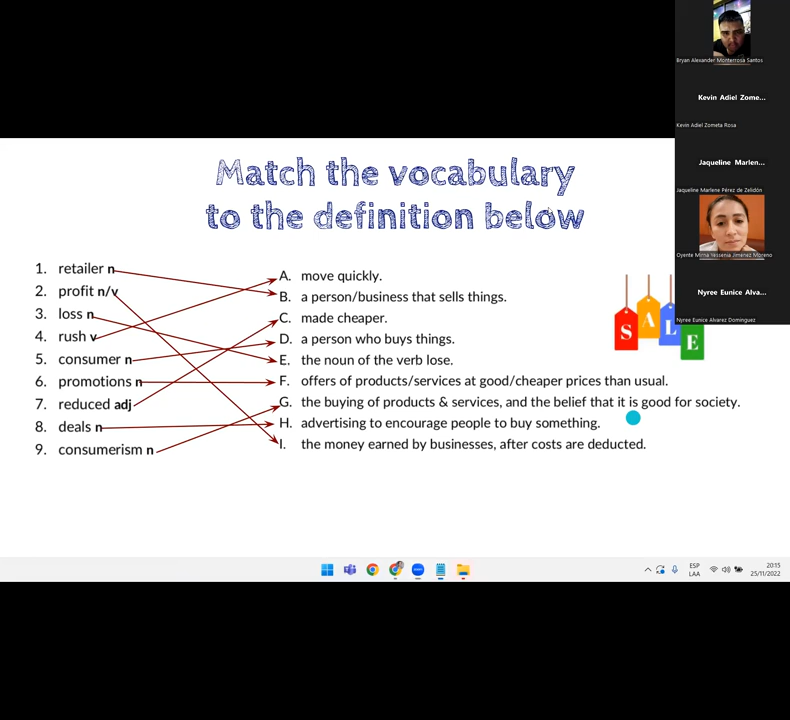 Match the vocabulary
to the definition below
1. retailer n
2. profit n/v
3. loss n
4. rush v
5. consumer n
6. promotions n
7. reduced adj
8. deals n
9. consumerism n
A. move quickly.
B. a person/business that sells things.
C. made cheaper.
D. a person who buys things.
E. the noun of the verb lose.
F. offers of products/services at good/cheaper prices than usual.
G. the buying of products & services, and the belief that it is good for society.
H. advertising to encourage people to buy something.
I. the money earned by businesses, after costs are deducted.
SALE
Bryan Alexander Monterrosa Santos
Kevin Adiel Zome...
Kevin Adiel Zometa Rosa
Jaqueline Marlen...
Jaqueline Marlene Pérez de Zelidón
Oyente Mirna Yessenia Jiménez Moreno
Nyree Eunice Alva...
Nyree Eunice Alvarez Dominguez
ESP
LAA
20:15
25/11/2022